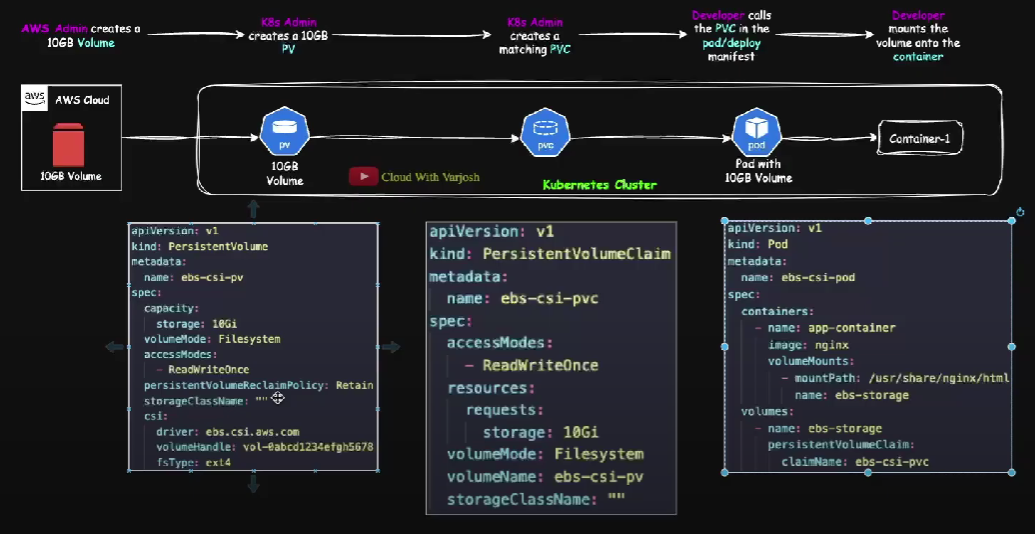 AWS Admin creates a
10GB Volume
K8s Admin
creates a 10GB
PV
K8s Admin
creates a
matching PVC
Developer calls
the PVC in the
pod/deploy
manifest
Developer
mounts the
volume onto the
container
aws
AWS Cloud
10GB Volume
pv
10GB
Volume
Cloud With Varjosh
pvc
Kubernetes Cluster
pod
Pod with
10GB Volume
Container-1
apiVersion: v1
kind: PersistentVolume
metadata:
name: ebs-csi-pv
spec:
capacity:
storage: 10Gi
volumeMode: Filesystem
accessModes:
- ReadWriteOnce
persistentVolumeReclaimPolicy: Retain
storageClassName: ""
csi:
driver: ebs.csi.aws.com
volumeHandle: vol-0abcd1234efgh5678
fsType: ext4
apiVersion: v1
kind: PersistentVolumeClaim
metadata:
name: ebs-csi-pvc
spec:
accessModes:
- ReadWriteOnce
resources:
requests:
storage: 10Gi
volumeMode: Filesystem
volumeName: ebs-csi-pv
storageClassName: ""
apiVersion: v1
kind: Pod
metadata:
name: ebs-csi-pod
spec:
containers:
- name: app-container
image: nginx
volumeMounts:
- mountPath: /usr/share/nginx/html
name: ebs-storage
volumes:
- name: ebs-storage
persistentVolumeClaim:
claimName: ebs-csi-pvc